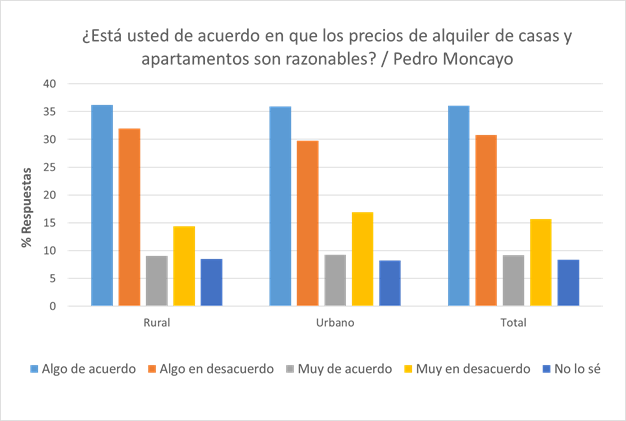 ¿Está usted de acuerdo en que los precios de alquiler de casas y
apartamentos son razonables? / Pedro Moncayo
% Respuestas
40
35
30
25
20
15
10
5
0
Rural
Urbano
Total
Algo de acuerdo
Algo en desacuerdo
Muy de acuerdo
Muy en desacuerdo
No lo sé